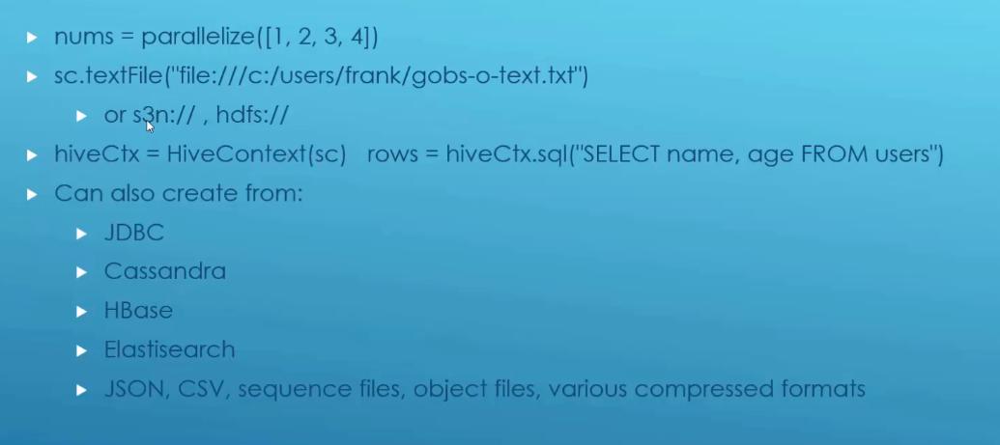 nums = parallelize([1, 2, 3, 4])
sc.textFile("file:///c:/users/frank/gobs-o-text.txt")
or s3n:// , hdfs://
hiveCtx = HiveContext(sc) rows = hiveCtx.sql("SELECT name, age FROM users")
Can also create from:
JDBC
Cassandra
HBase
Elastisearch
JSON, CSV, sequence files, object files, various compressed formats